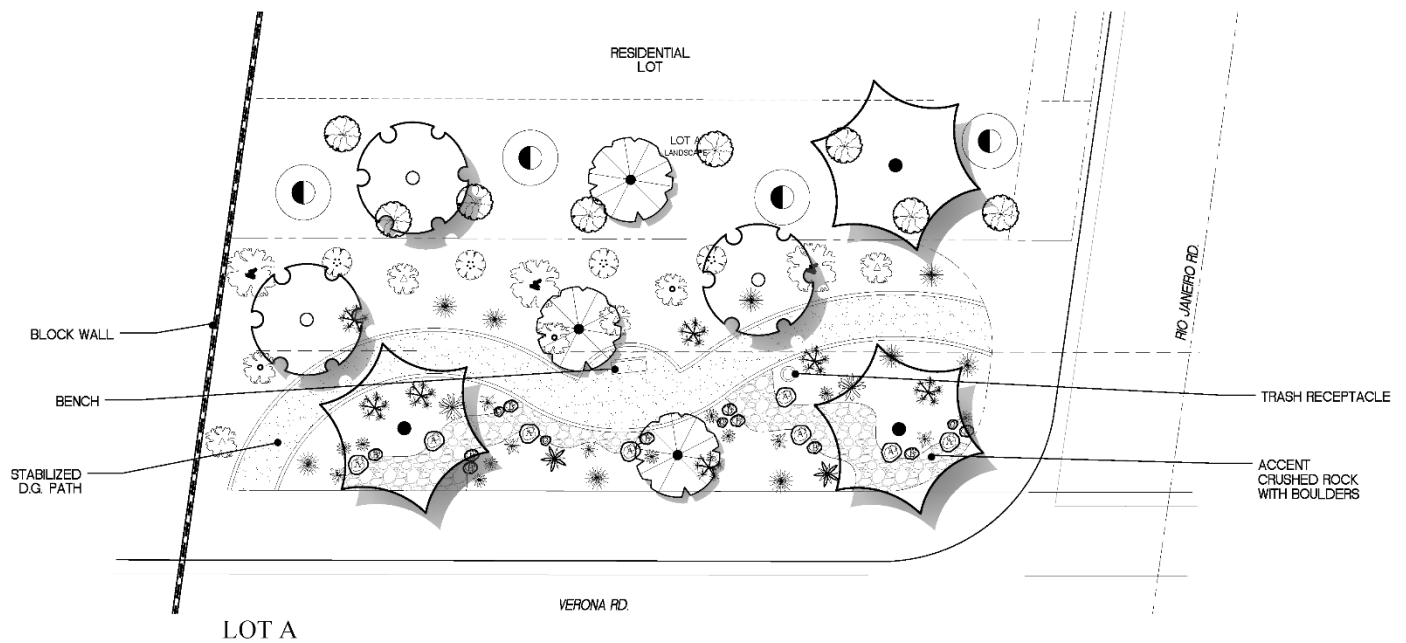 RESIDENTIAL
LOT
LOT A
LANDSCAPE
RIO JANEIRO RD.
BLOCK WALL
BENCH
TRASH RECEPTACLE
STABILIZED
D.G. PATH
ACCENT
CRUSHED ROCK
WITH BOULDERS
VERONA RD.
LOT A